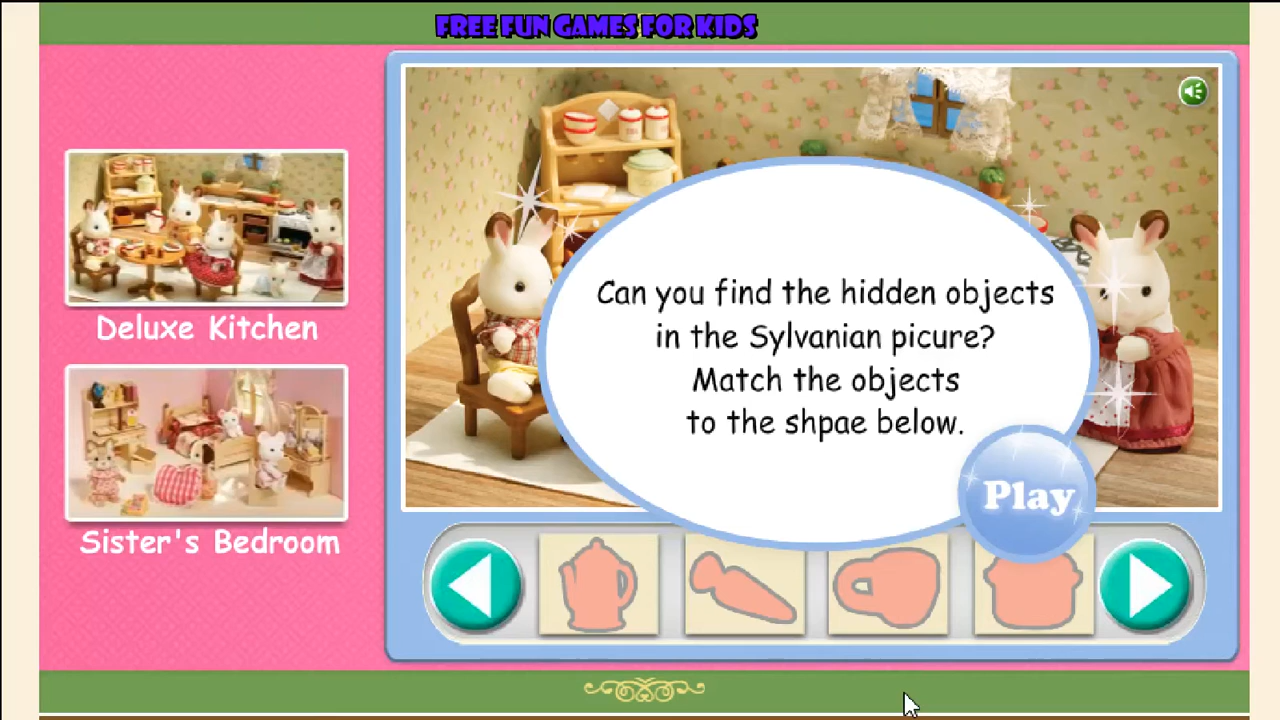 FREE FUN GAMES FOR KIDS
Deluxe Kitchen
Sister's Bedroom
Can you find the hidden objects
in the Sylvanian picure?
Match the objects
to the shpae below.
Play